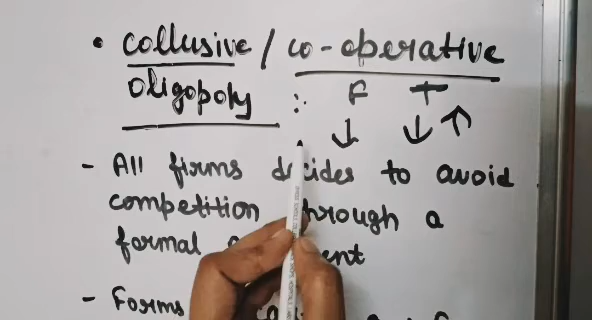 • collusive / co-operative
oligopoly :- F T
↓ ↓ ↑
- All firms decides to avoid
competition through a
formal
- Forms